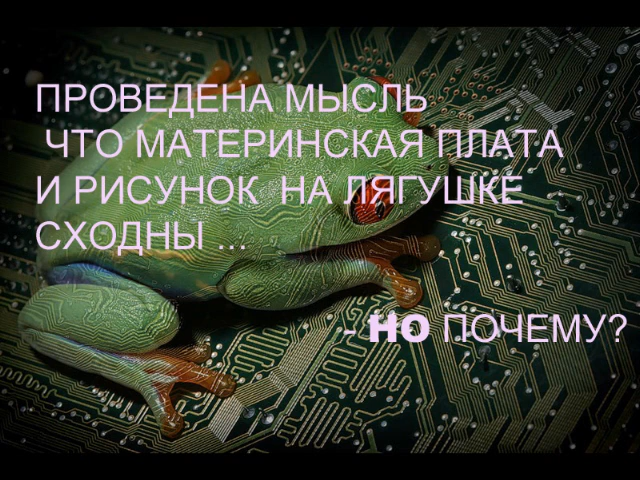 ПРОВЕДЕНА МЫСЛЬ
ЧТО МАТЕРИНСКАЯ ПЛАТА
И РИСУНОК НА ЛЯГУШКЕ
СХОДНЫ ...
- НО ПОЧЕМУ?